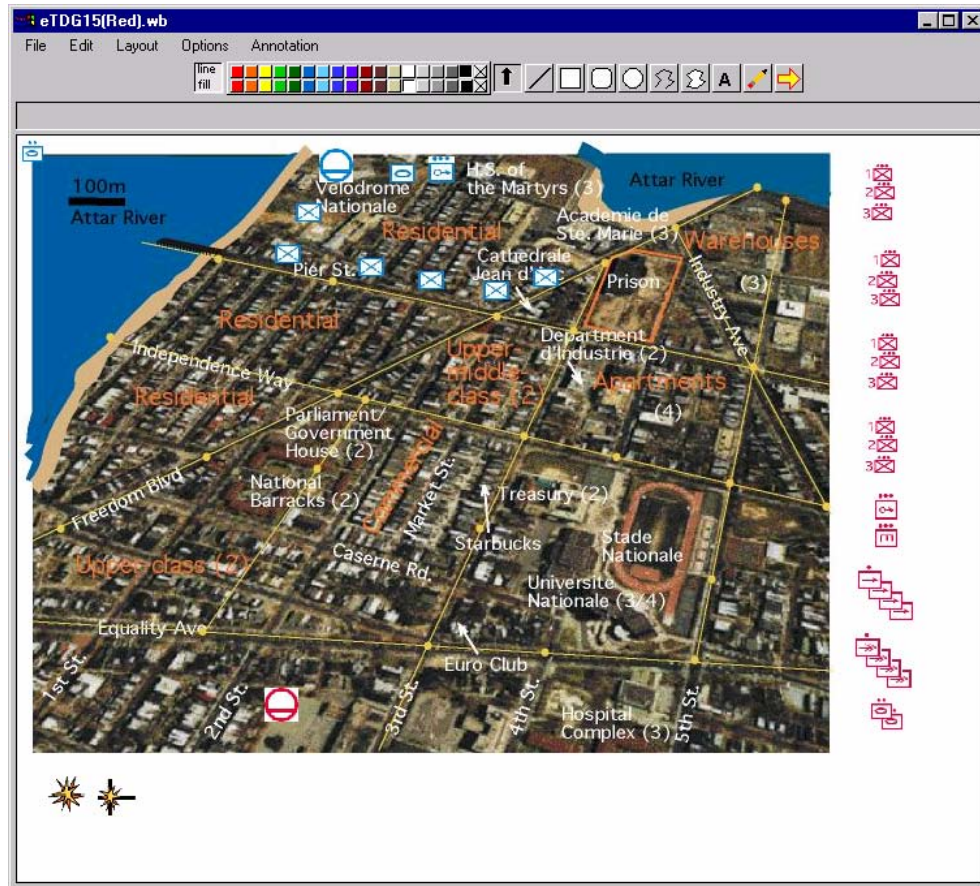 eTDG15(Red).wb
File Edit Layout Options Annotation
line
fill
A
100m
Attar River
Velodrome
Nationale
H.S. of
the Martyrs (3)
Attar River
Academie de
Ste. Marie (3)
Residential
Warehouses
(3)
Pier St.
Cathedrale
Jean d'Arc
Prison
Industry Ave
Residential
Department
d'Industrie (2)
Independence Way
Upper
middle-
class (2)
Apartments
(4)
Residential
Parliament/
Government
House (2)
Commercial
Market St.
National
Barracks (2)
Freedom Blvd
Treasury (2)
Starbucks
Stade
Nationale
Caserne Rd.
Upper-class (2)
Universite
Nationale (3/4)
Equality Ave
Euro Club
1st St.
2nd St.
3rd St.
4th St.
5th St.
Hospital
Complex (3)
1
2
3
1
2
3
1
2
3
1
2
3